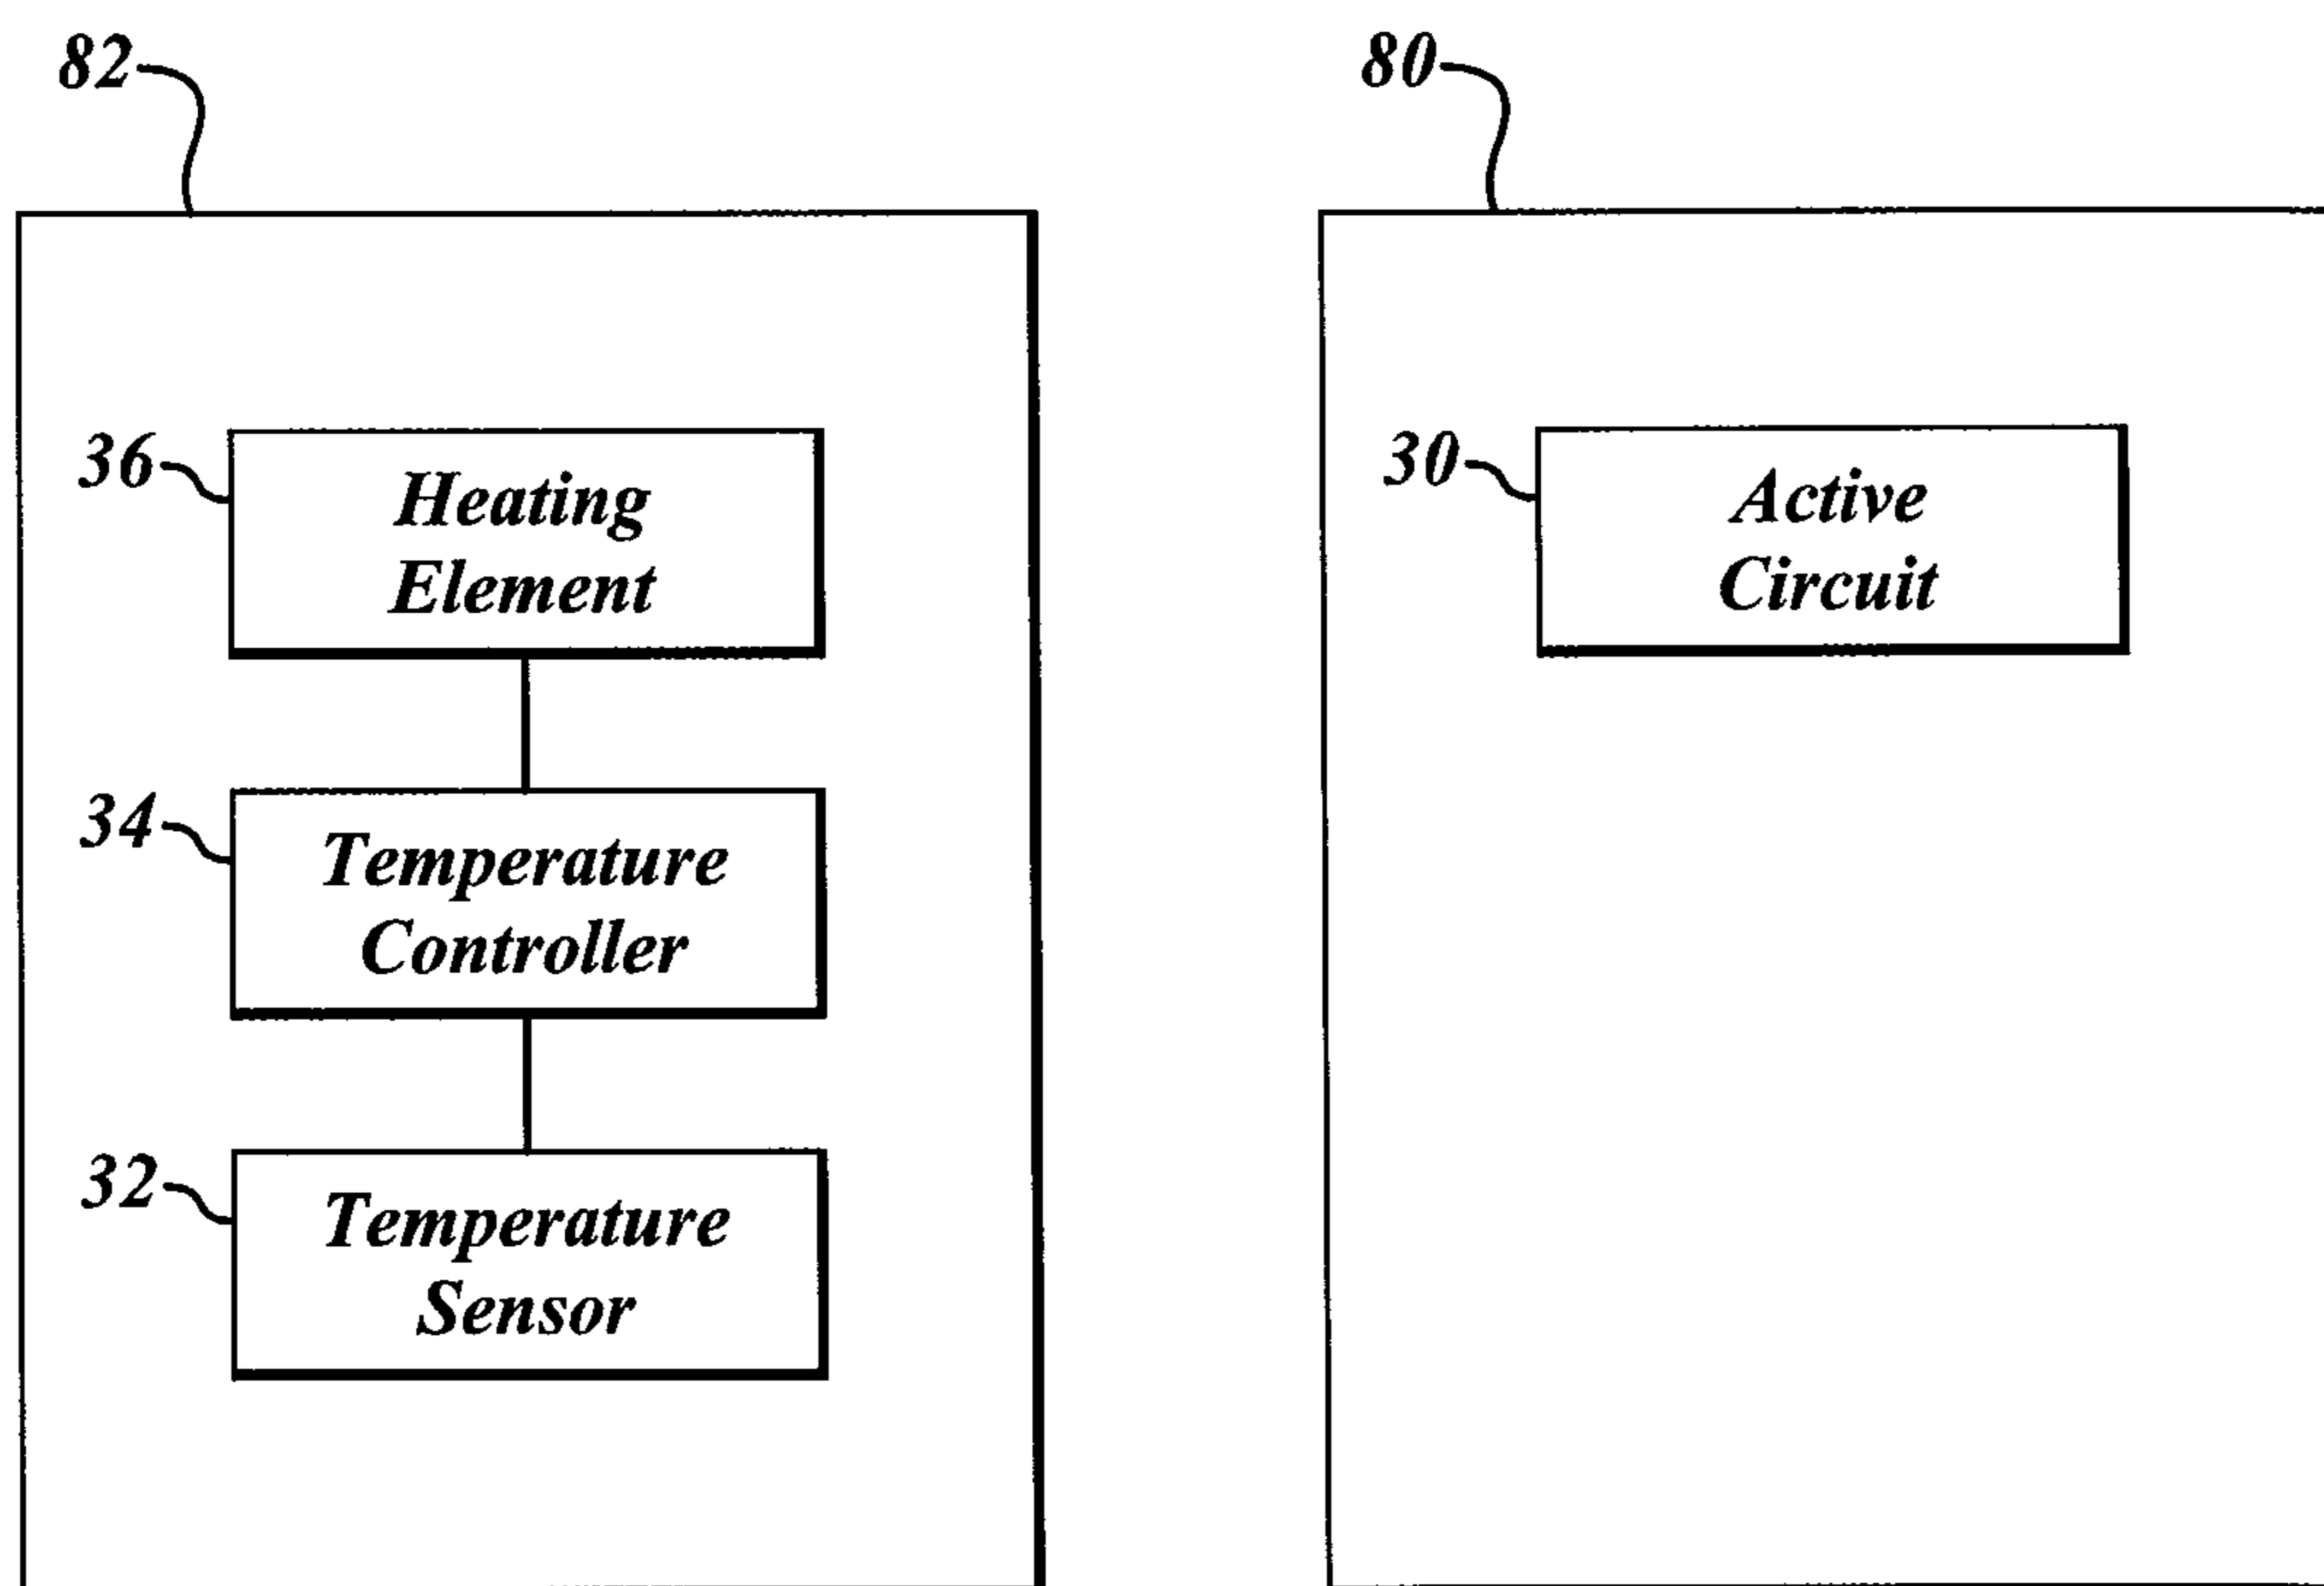 82
80
36
Heating
Element
30
Active
Circuit
34
Temperature
Controller
32
Temperature
Sensor